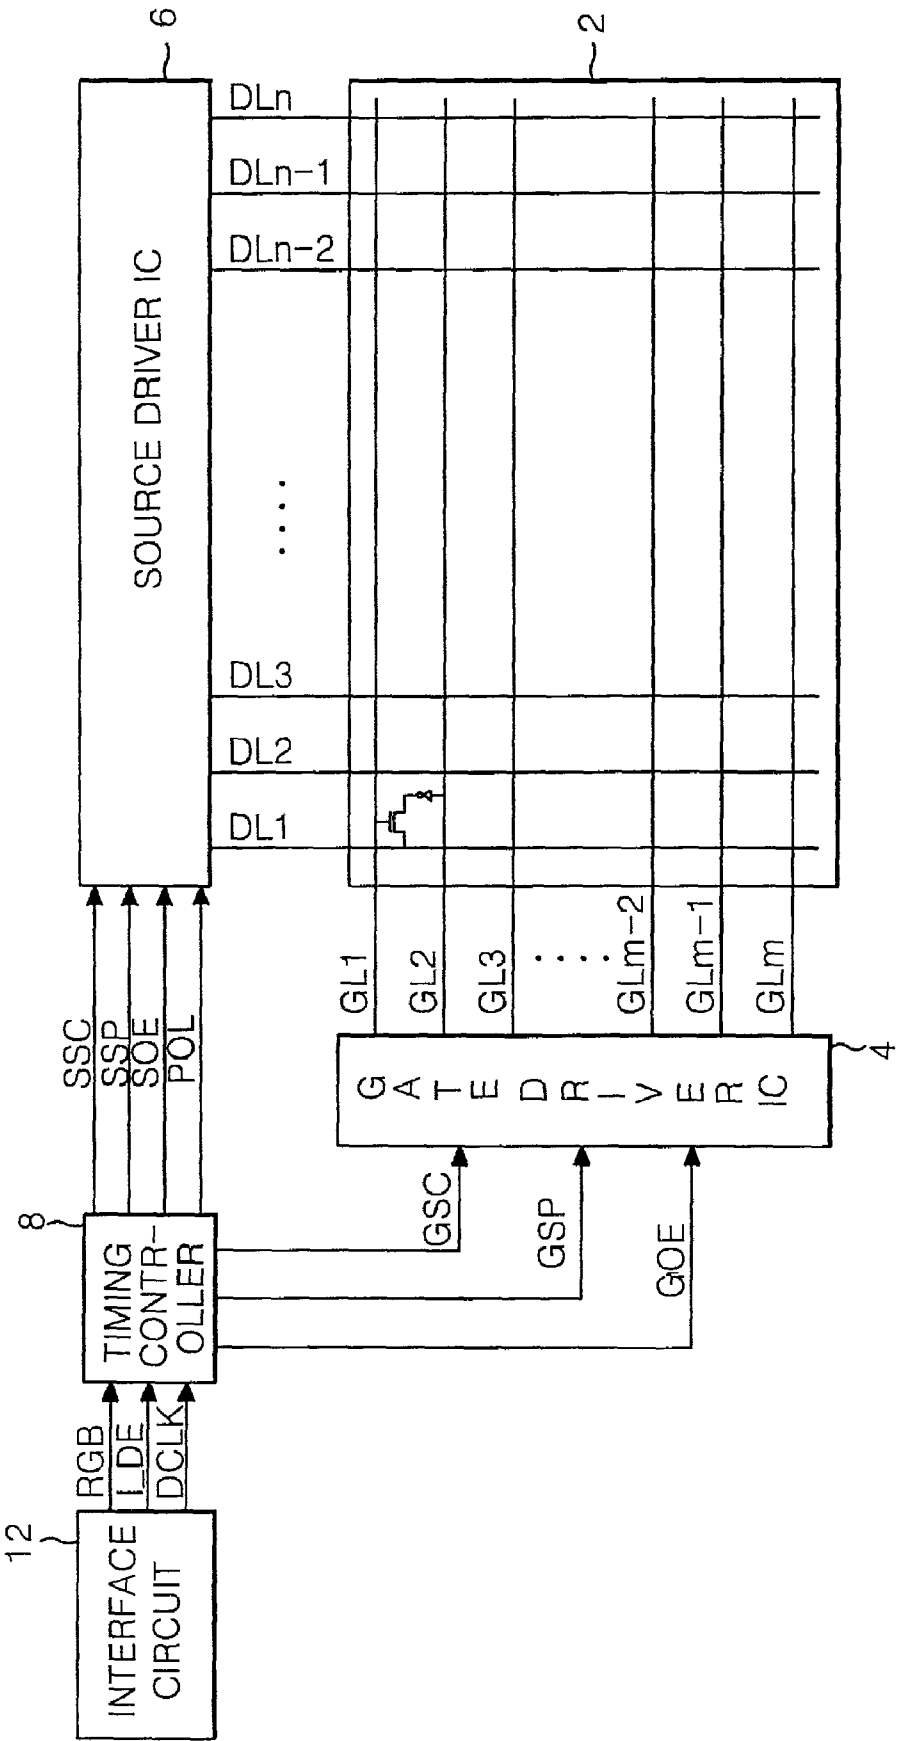 12
INTERFACE
CIRCUIT
RGB
I_DE
DCLK
8
TIMING
CONTR-
OLLER
SSC
SSP
SOE
POL
6
SOURCE DRIVER IC
GSC
GSP
GOE
GATE DRIVER IC
4
GL1
GL2
GL3
....
GLm-2
GLm-1
GLm
DL1
DL2
DL3
....
DLn-2
DLn-1
DLn
2